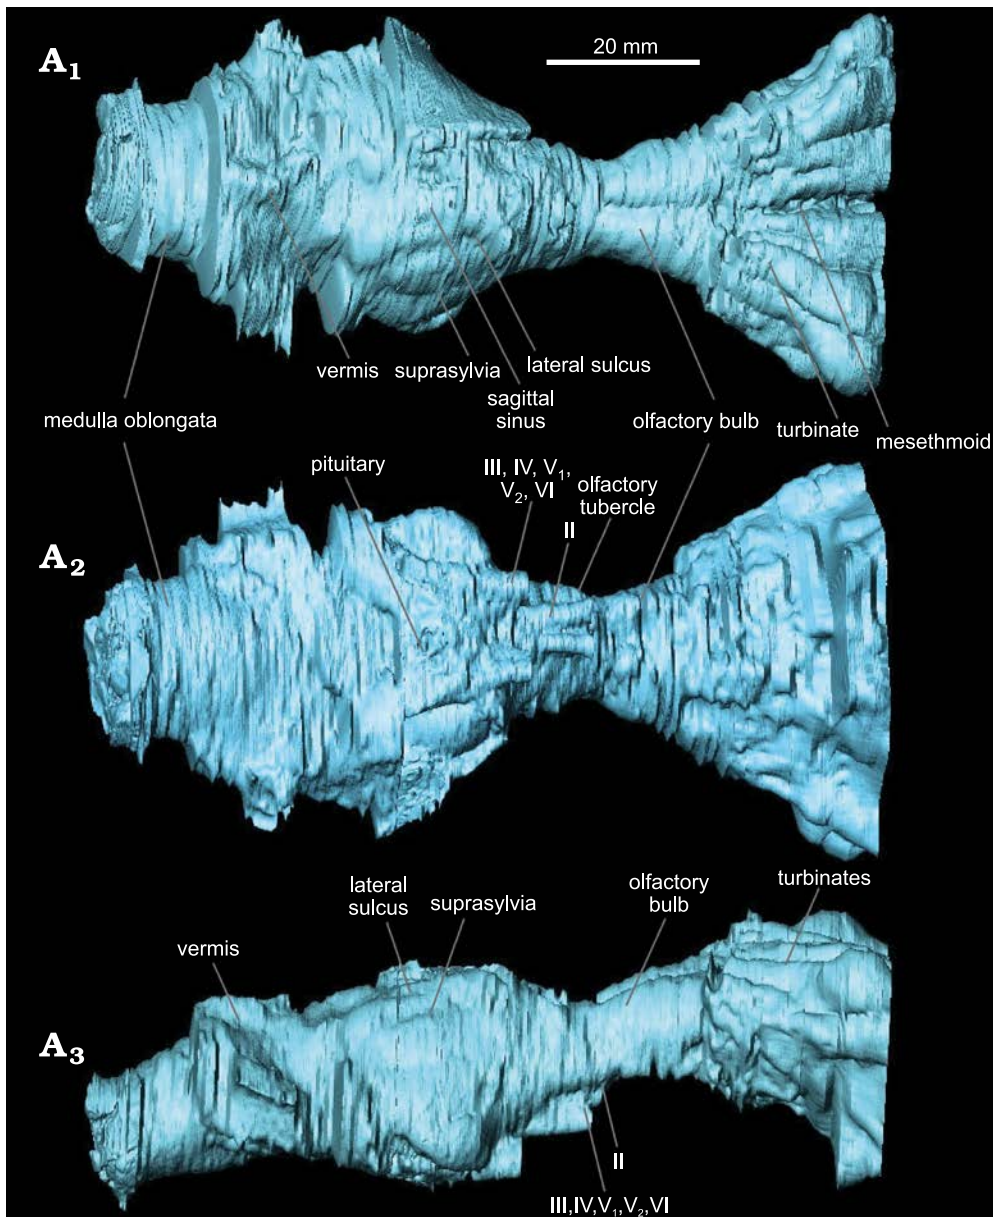 A₁
20 mm
vermis
suprasylvia
lateral sulcus
sagittal
sinus
medulla oblongata
olfactory bulb
turbinate
mesethmoid
pituitary
III, IV, V₁,
V₂, VI
olfactory
tubercle
II
A₂
lateral
sulcus
suprasylvia
olfactory
bulb
turbinates
vermis
A₃
II
III,IV,V₁,V₂,VI